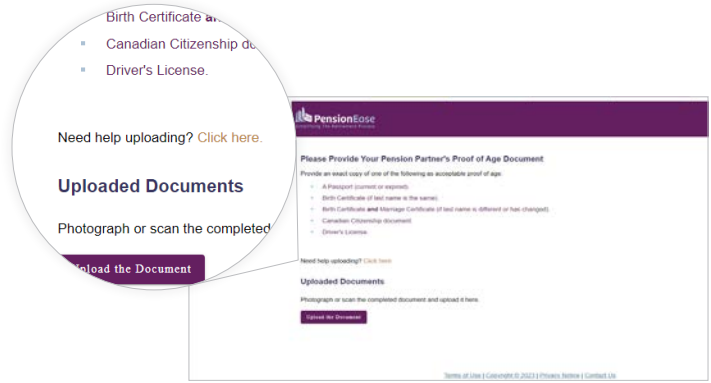 Birth Certificate
Canadian Citizenship
Driver's License.
Need help uploading? Click here.
Uploaded Documents
Photograph or scan the completed
Upload the Document
PensionEase
Simplifying The Retirement Process
Please Provide Your Pension Partner's Proof of Age Document
Provide an exact copy of one of the following as acceptable proof of age.
A Passport (current or expired).
Birth Certificate (if last name is the same).
Birth Certificate and Marriage Certificate (if last name is different or has changed).
Canadian Citizenship document.
Driver's License.
Need help uploading? Click here.
Uploaded Documents
Photograph or scan the completed document and upload it here.
Upload the Document
Terms of Use | Copyright © 2023 | Privacy Notice | Contact Us